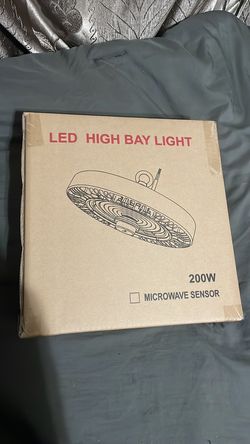 LED HIGH BAY LIGHT
200W
MICROWAVE SENSOR